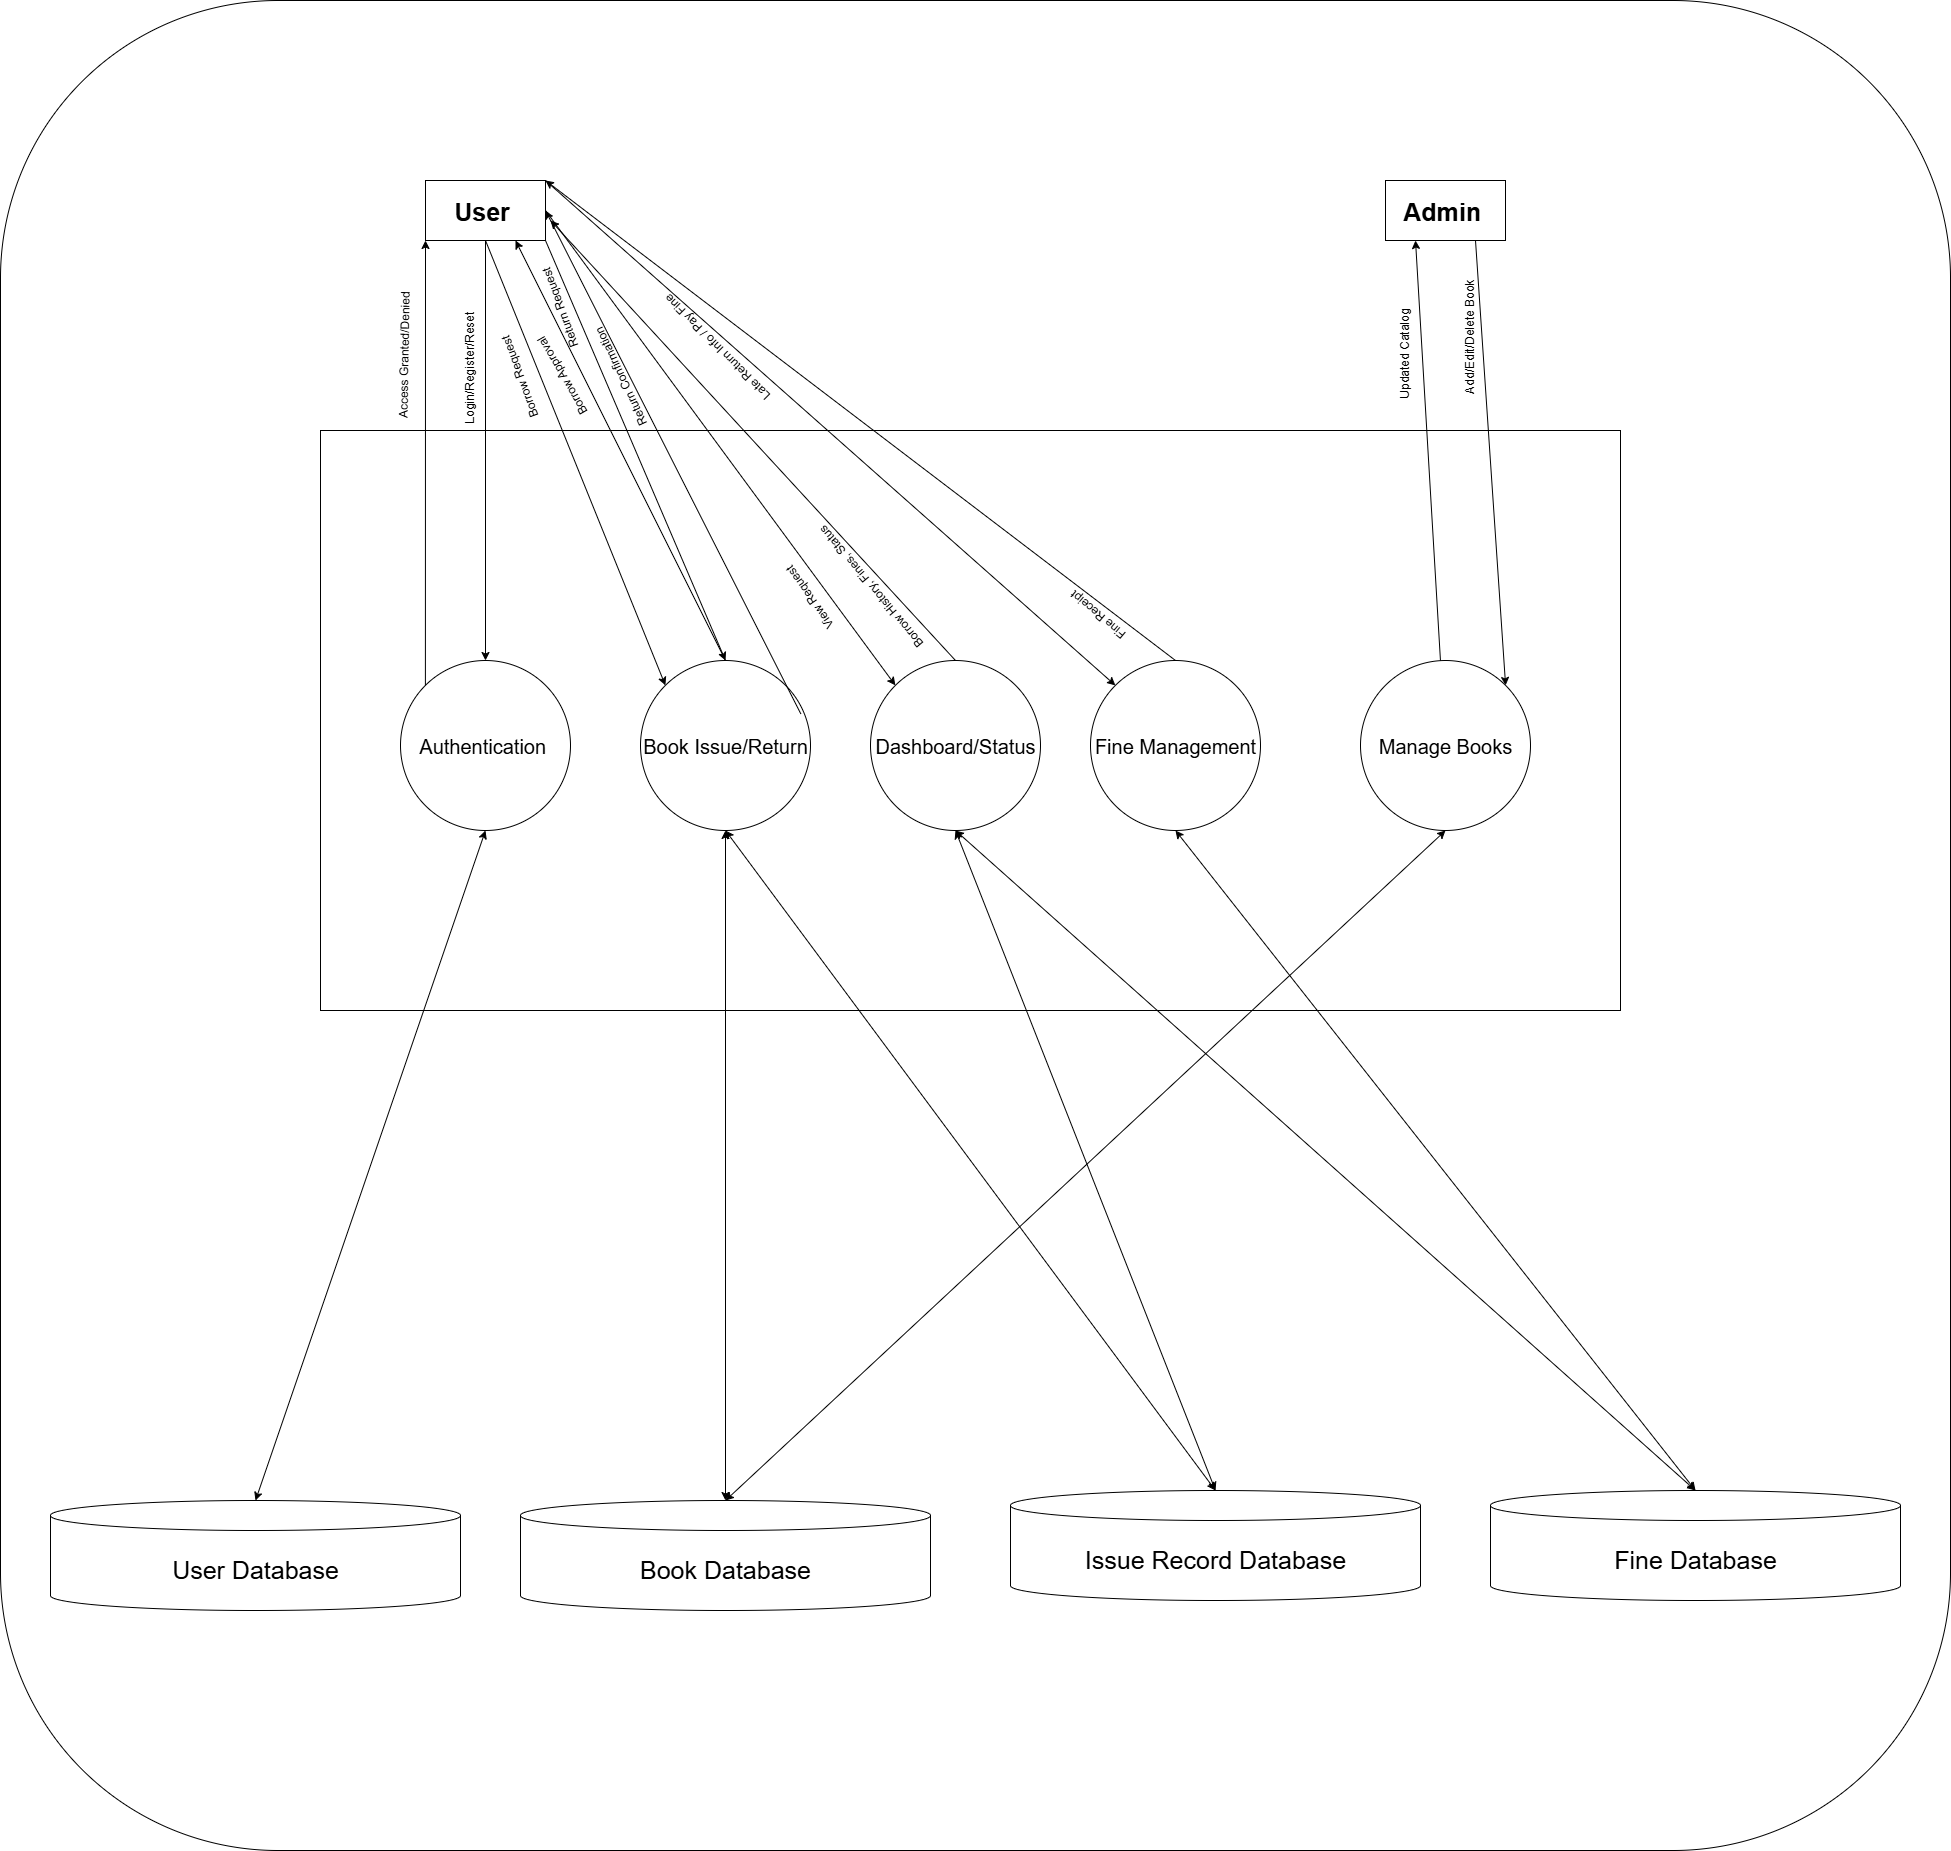 User
Admin
Access Granted/Denied
Login/Register/Reset
Borrow Request
Borrow Approval
Return Request
Return Confirmation
Late Return Info / Pay Fine
View Request
Borrow History, Fines, Status
Fine Receipt
Updated Catalog
Add/Edit/Delete Book
Authentication
Book Issue/Return
Dashboard/Status
Fine Management
Manage Books
User Database
Book Database
Issue Record Database
Fine Database